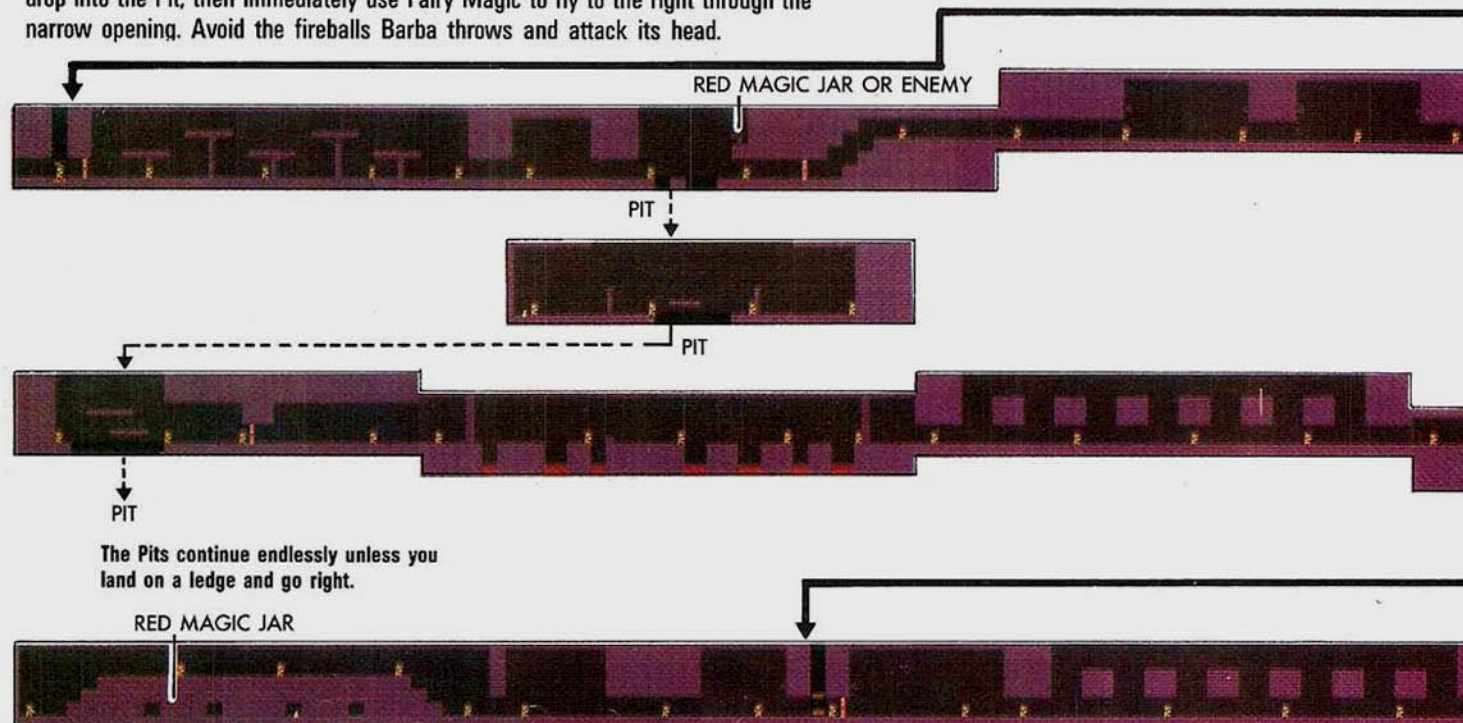 drop into the Pit, then immediately use Fairy Magic to fly to the right through the
narrow opening. Avoid the fireballs Barba throws and attack its head.
RED MAGIC JAR OR ENEMY
PIT
PIT
PIT
The Pits continue endlessly unless you
land on a ledge and go right.
RED MAGIC JAR